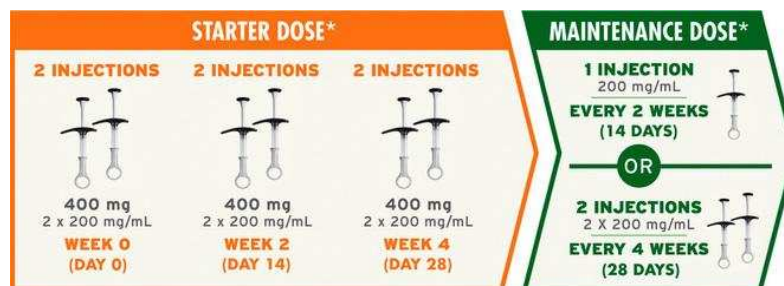 STARTER DOSE*
2 INJECTIONS
400 mg
2 x 200 mg/mL
WEEK 0
(DAY 0)
2 INJECTIONS
400 mg
2 x 200 mg/mL
WEEK 2
(DAY 14)
2 INJECTIONS
400 mg
2 x 200 mg/mL
WEEK 4
(DAY 28)
MAINTENANCE DOSE*
1 INJECTION
200 mg/mL
EVERY 2 WEEKS
(14 DAYS)
OR
2 INJECTIONS
2 X 200 mg/mL
EVERY 4 WEEKS
(28 DAYS)